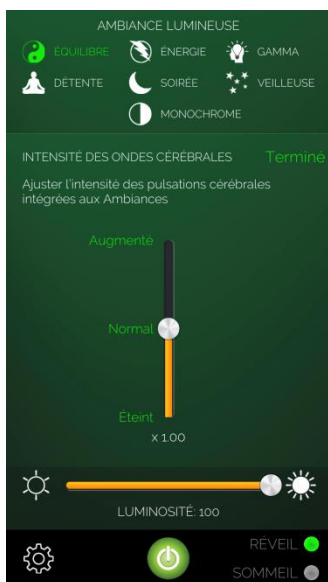 AMBIANCE LUMINEUSE
ÉQUILIBRE ÉNERGIE GAMMA
DÉTENTE SOIRÉE VEILLEUSE
MONOCHROME
INTENSITÉ DES ONDES CÉRÉBRALES Terminé
Ajuster l'intensité des pulsations cérébrales
intégrées aux Ambiances
Augmenté
Normal
Éteint
x 1.00
LUMINOSITÉ: 100
RÉVEIL
SOMMEIL